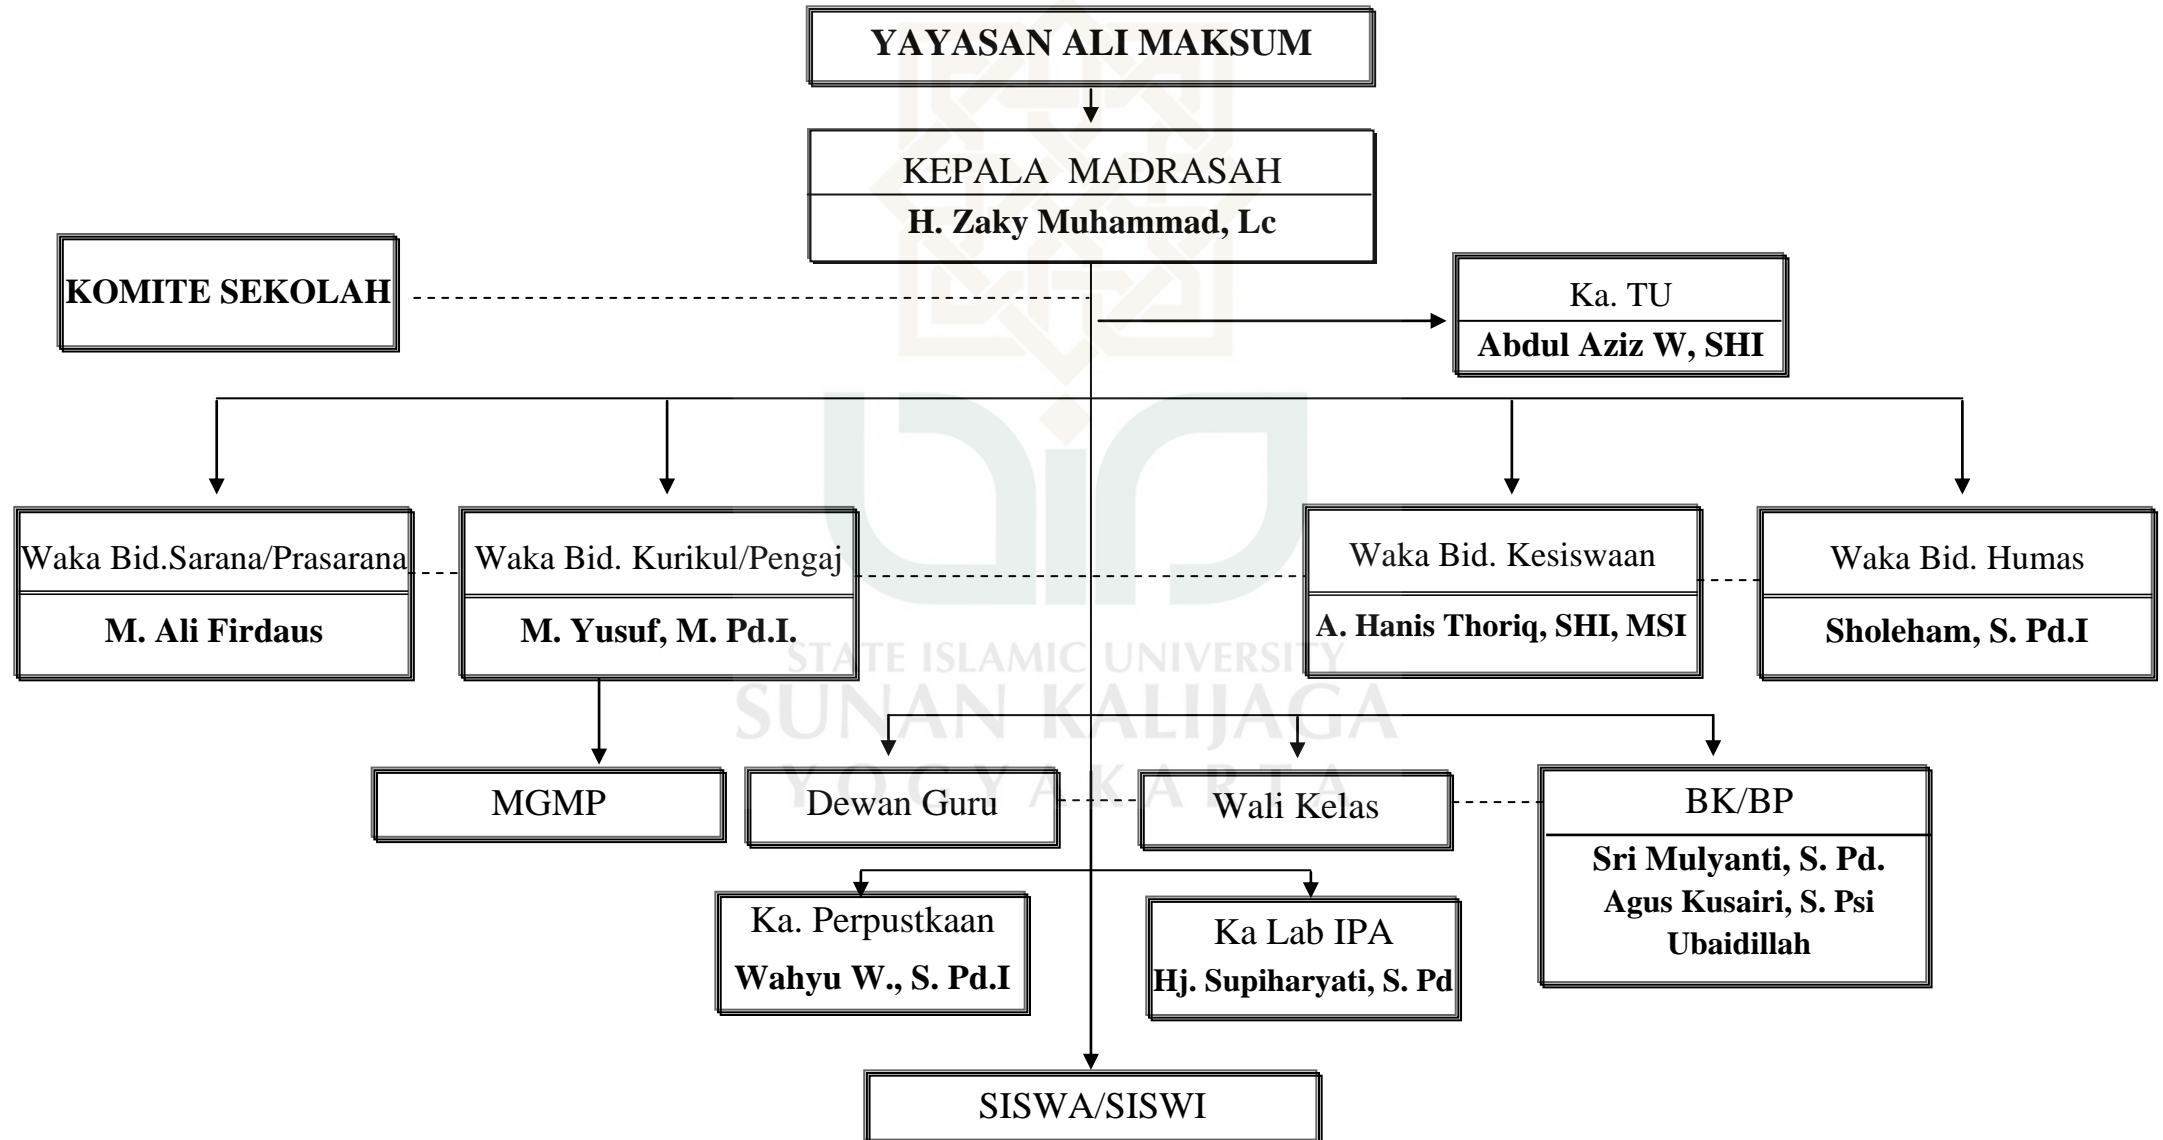 YAYASAN ALI MAKSUM
KEPALA MADRASAH
H. Zaky Muhammad, Lc
KOMITE SEKOLAH
Ka. TU
Abdul Aziz W, SHI
Waka Bid.Sarana/Prasarana
M. Ali Firdaus
Waka Bid. Kurikul/Pengaj
M. Yusuf, M. Pd.I.
Waka Bid. Kesiswaan
A. Hanis Thoriq, SHI, MSI
Waka Bid. Humas
Sholeham, S. Pd.I
STATE ISLAMIC UNIVERSITY
SUNAN KALIJAGA
YOGYAKARTA
MGMP
Dewan Guru
Wali Kelas
BK/BP
Sri Mulyanti, S. Pd.
Agus Kusairi, S. Psi
Ubaidillah
Ka. Perpustkaan
Wahyu W., S. Pd.I
Ka Lab IPA
Hj. Supiharyati, S. Pd
SISWA/SISWI